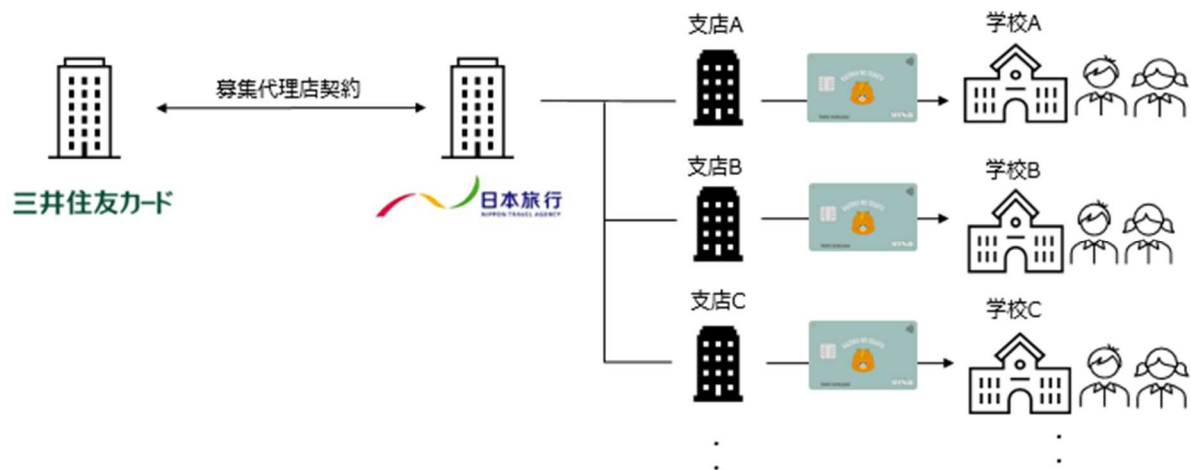 支店A
学校A
募集代理店契約
三井住友カード
日本旅行
NIPPON TRAVEL AGENCY
支店B
学校B
支店C
学校C